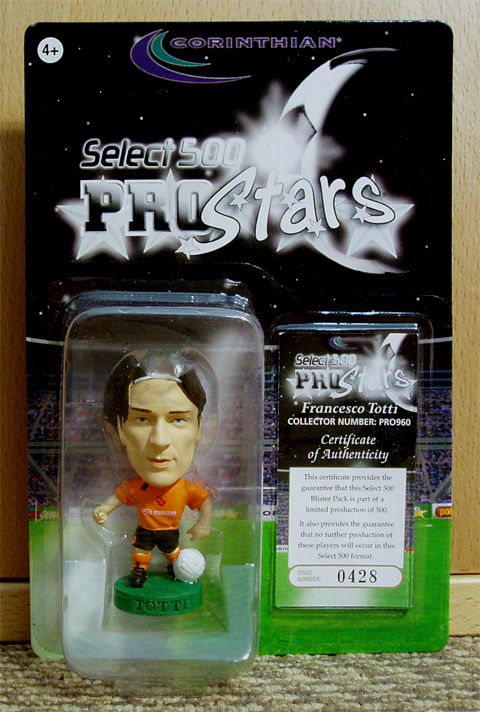 4+
CORINTHIAN
Select 500
PROStars
Select 500
PROStars
Francesco Totti
COLLECTOR NUMBER: PRO960
Certificate
of Authenticity
This certificate provides the
guarantee that this Select 500
Blister Pack is part of a
limited production of 500.
It also provides the guarantee
that no further production of
these players will occur in this
Select 500 format.
ISSUE
NUMBER:
0428
mazda
TOTTI